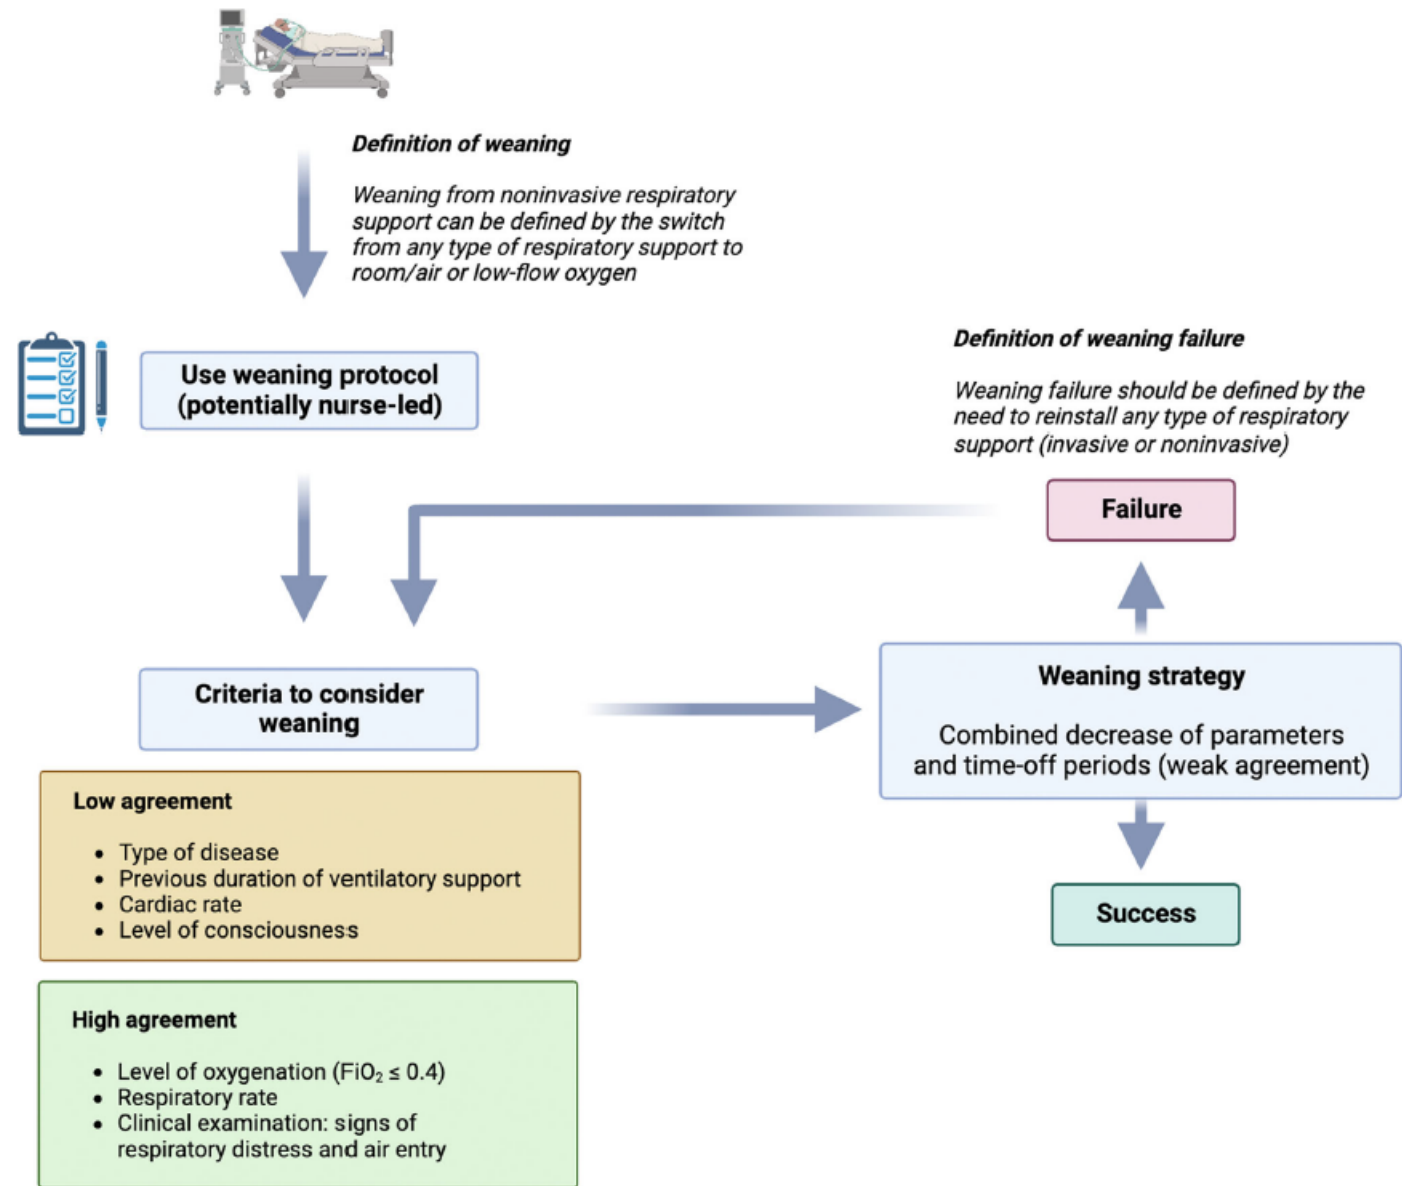 Definition of weaning
Weaning from noninvasive respiratory
support can be defined by the switch
from any type of respiratory support to
room/air or low-flow oxygen
Use weaning protocol
(potentially nurse-led)
Definition of weaning failure
Weaning failure should be defined by the
need to reinstall any type of respiratory
support (invasive or noninvasive)
Failure
Criteria to consider
weaning
Weaning strategy
Combined decrease of parameters
and time-off periods (weak agreement)
Success
Low agreement
• Type of disease
• Previous duration of ventilatory support
• Cardiac rate
• Level of consciousness
High agreement
• Level of oxygenation (FiO₂ ≤ 0.4)
• Respiratory rate
• Clinical examination: signs of
respiratory distress and air entry